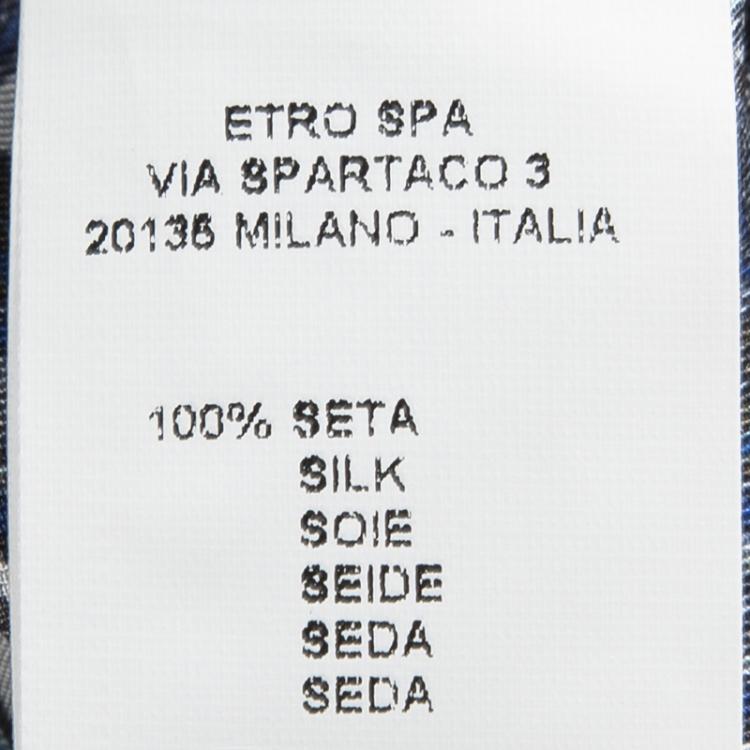 ETRO SPA
VIA SPARTACO 3
20135 MILANO - ITALIA
100% SETA
SILK
SOIE
SEIDE
SEDA
SEDA